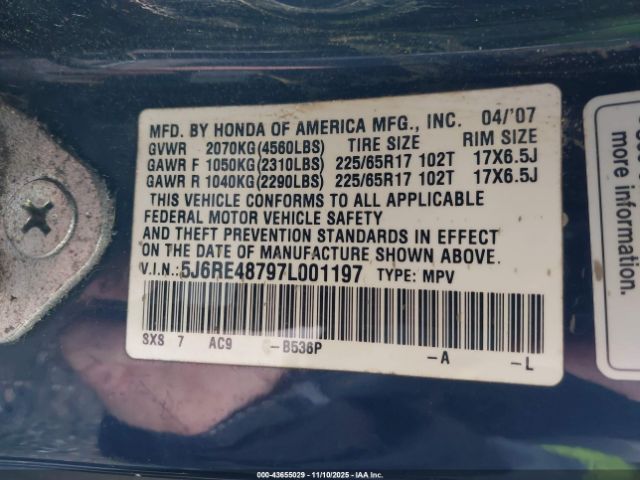 MFD. BY HONDA OF AMERICA MFG., INC. 04/'07
GVWR 2070KG(4560LBS) TIRE SIZE RIM SIZE
GAWR F 1050KG(2310LBS) 225/65R17 102T 17X6.5J
GAWR R 1040KG(2290LBS) 225/65R17 102T 17X6.5J
THIS VEHICLE CONFORMS TO ALL APPLICABLE
FEDERAL MOTOR VEHICLE SAFETY
AND THEFT PREVENTION STANDARDS IN EFFECT
ON THE DATE OF MANUFACTURE SHOWN ABOVE
V.I.N.: 5J6RE48797L001197 TYPE: MPV
SXS 7 AC9 -B536P -A -L
000-43655029 - 11/10/2025 - IAA Inc.